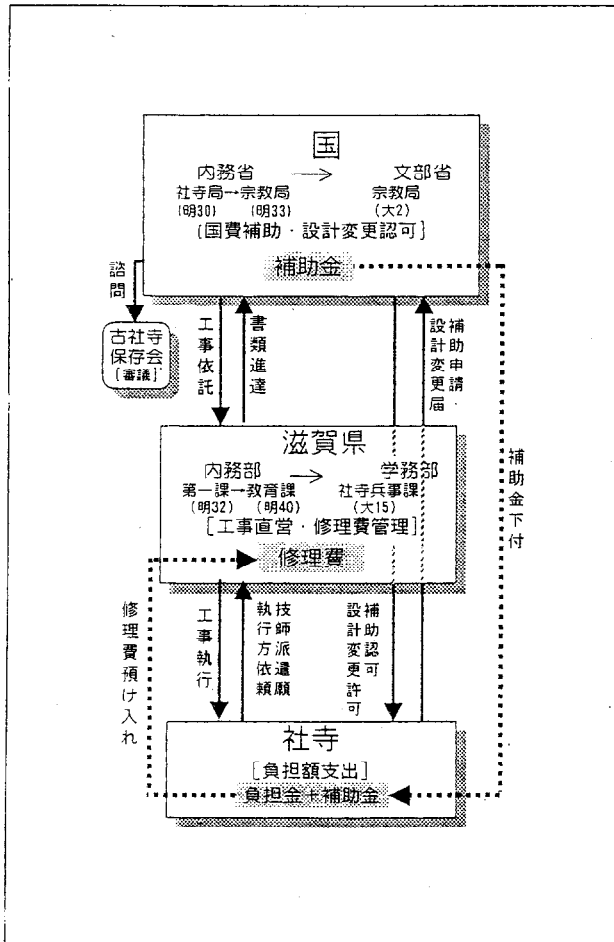 国
内務省 → 文部省
社寺局→宗教局 宗教局
(明30) (明33) (大2)
[国費補助・設計変更認可]
補助金
諮問
古社寺
保存会
[審議]
工事依託
書類進達
補助申請・
設計変更届
補助金下付
滋賀県
内務部 → 学務部
第一課→教育課 社寺兵事課
(明32) (明40) (大15)
[工事直営・修理費管理]
修理費
修理費預け入れ
工事執行
技師派遣願
執行方依頼
補助認可
設計変更許可
社寺
[負担額支出]
負担金+補助金